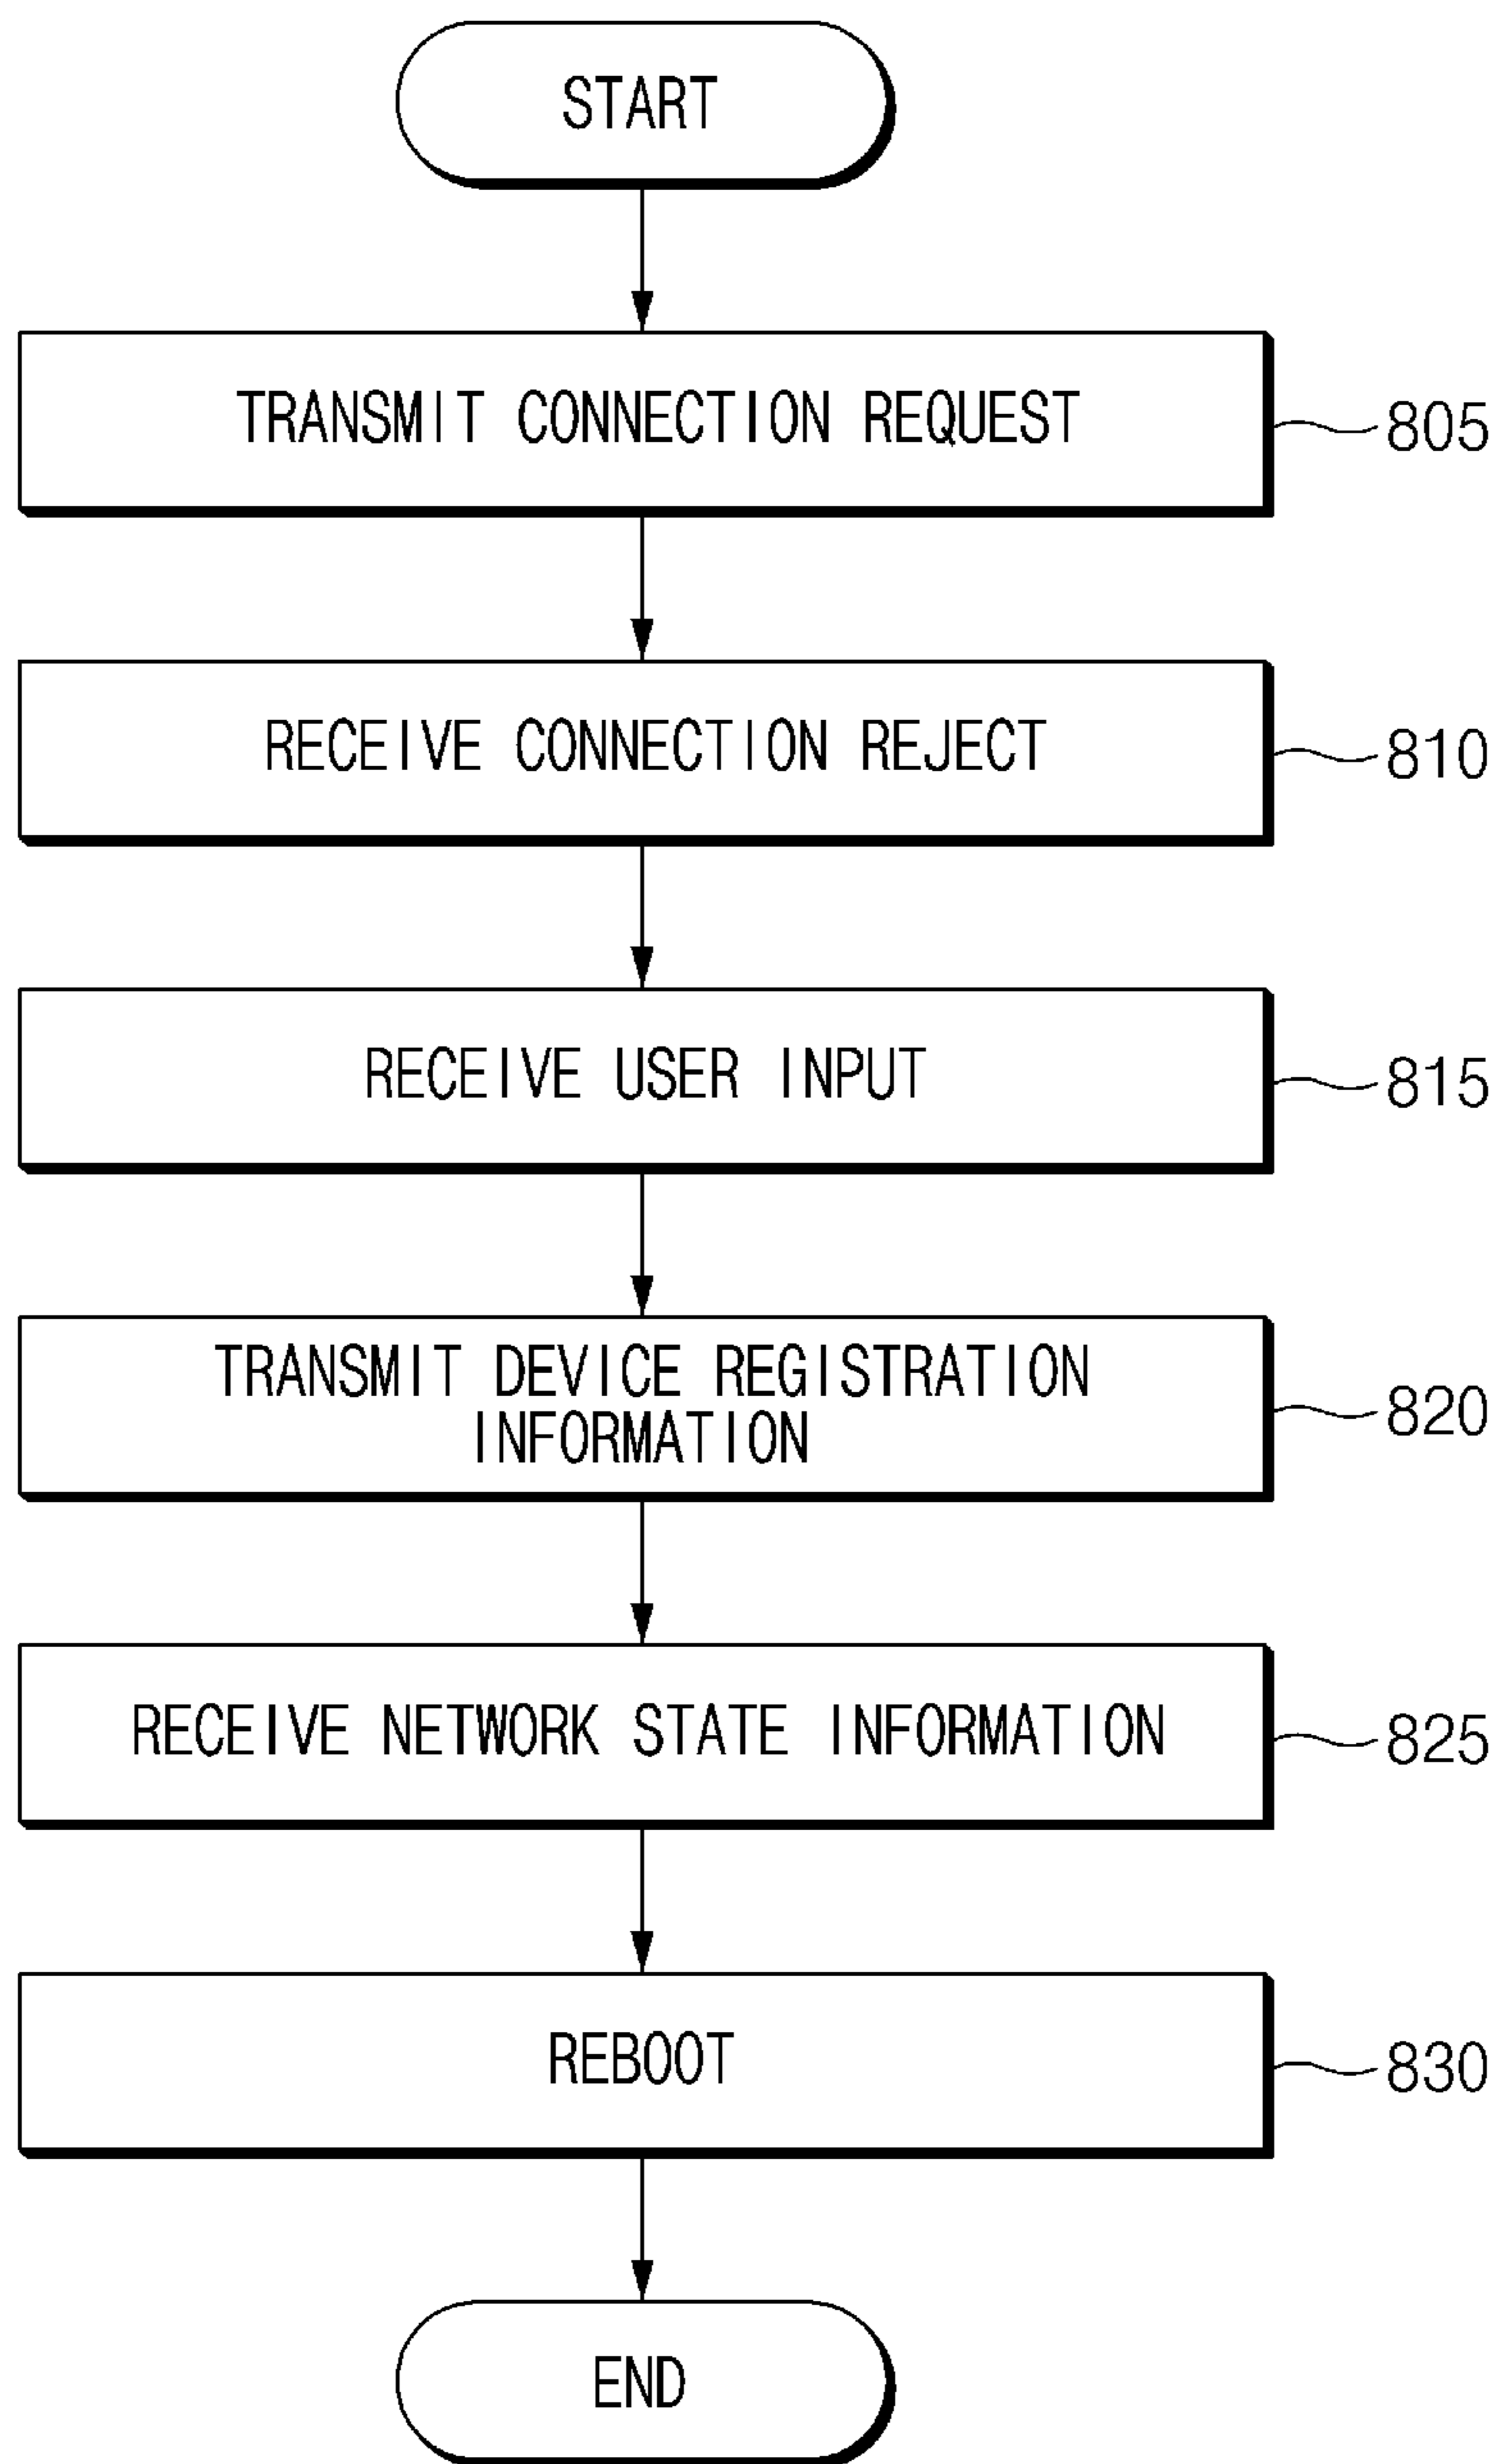 START
TRANSMIT CONNECTION REQUEST
805
RECEIVE CONNECTION REJECT
810
RECEIVE USER INPUT
815
TRANSMIT DEVICE REGISTRATION
INFORMATION
820
RECEIVE NETWORK STATE INFORMATION
825
REBOOT
830
END